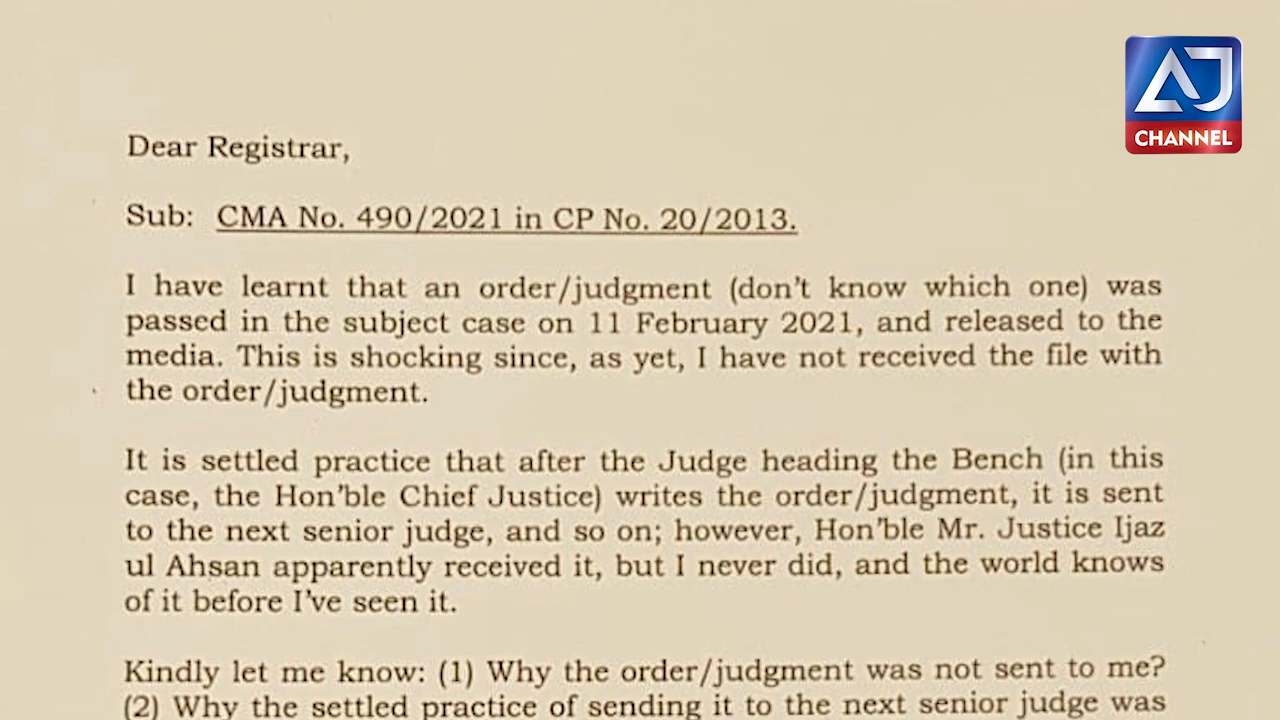 AJ
CHANNEL
Dear Registrar,
Sub: CMA No. 490/2021 in CP No. 20/2013.
I have learnt that an order/judgment (don't know which one) was
passed in the subject case on 11 February 2021, and released to the
media. This is shocking since, as yet, I have not received the file with
the order/judgment.
It is settled practice that after the Judge heading the Bench (in this
case, the Hon'ble Chief Justice) writes the order/judgment, it is sent
to the next senior judge, and so on; however, Hon'ble Mr. Justice Ijaz
ul Ahsan apparently received it, but I never did, and the world knows
of it before I've seen it.
Kindly let me know: (1) Why the order/judgment was not sent to me?
(2) Why the settled practice of sending it to the next senior judge was